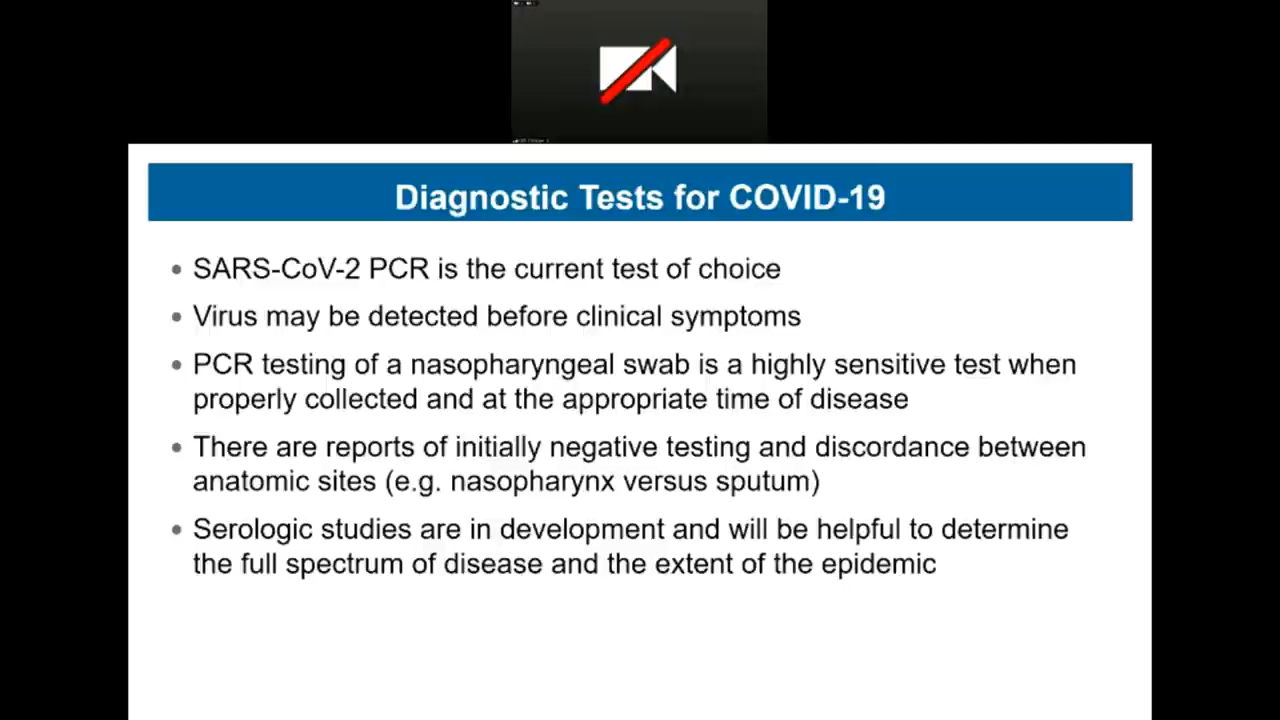 Diagnostic Tests for COVID-19
• SARS-CoV-2 PCR is the current test of choice
• Virus may be detected before clinical symptoms
• PCR testing of a nasopharyngeal swab is a highly sensitive test when
properly collected and at the appropriate time of disease
• There are reports of initially negative testing and discordance between
anatomic sites (e.g. nasopharynx versus sputum)
• Serologic studies are in development and will be helpful to determine
the full spectrum of disease and the extent of the epidemic